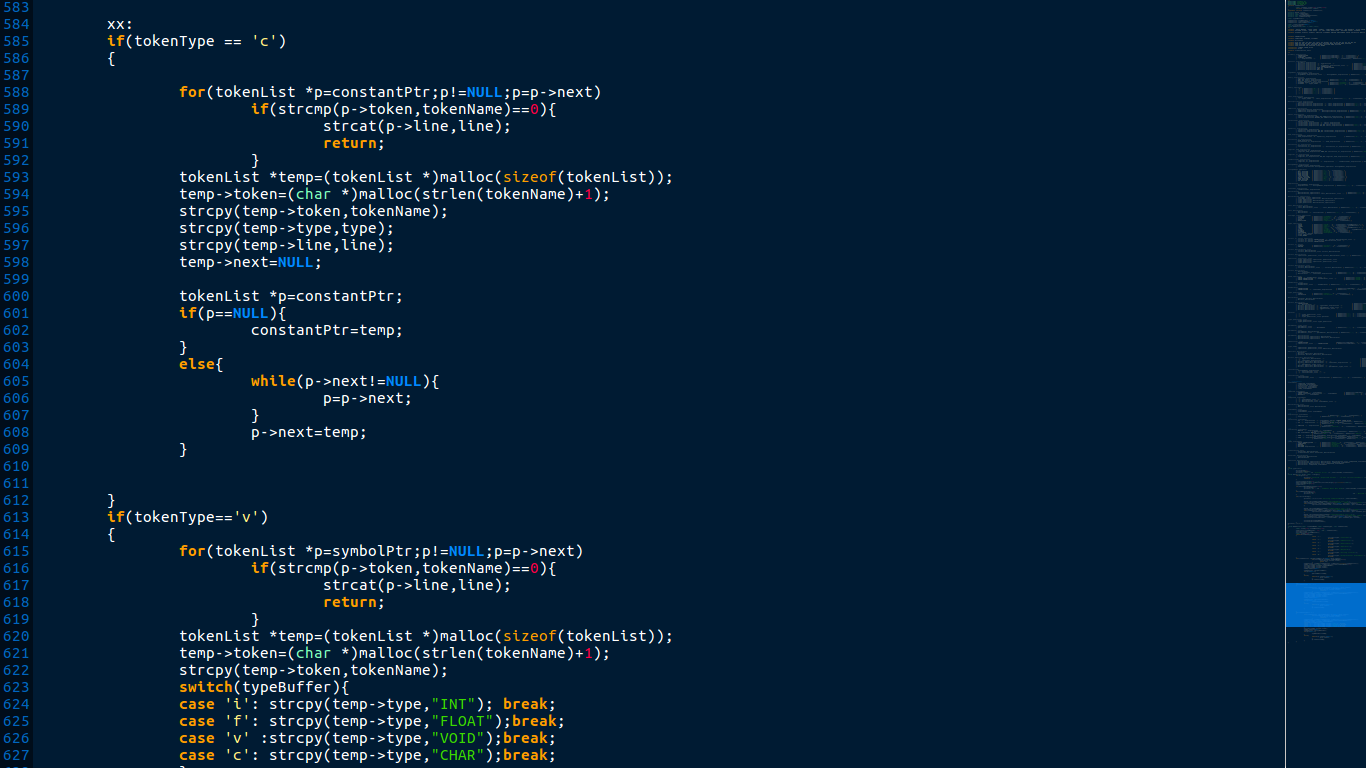 583
584 xx:
585 if(tokenType == 'c')
586 {
587
588 for(tokenList *p=constantPtr;p!=NULL;p=p->next)
589 if(strcmp(p->token,tokenName)==0){
590 strcat(p->line,line);
591 return;
592 }
593 tokenList *temp=(tokenList *)malloc(sizeof(tokenList));
594 temp->token=(char *)malloc(strlen(tokenName)+1);
595 strcpy(temp->token,tokenName);
596 strcpy(temp->type,type);
597 strcpy(temp->line,line);
598 temp->next=NULL;
599
600 tokenList *p=constantPtr;
601 if(p==NULL){
602 constantPtr=temp;
603 }
604 else{
605 while(p->next!=NULL){
606 p=p->next;
607 }
608 p->next=temp;
609 }
610
611
612 }
613 if(tokenType=='v')
614 {
615 for(tokenList *p=symbolPtr;p!=NULL;p=p->next)
616 if(strcmp(p->token,tokenName)==0){
617 strcat(p->line,line);
618 return;
619 }
620 tokenList *temp=(tokenList *)malloc(sizeof(tokenList));
621 temp->token=(char *)malloc(strlen(tokenName)+1);
622 strcpy(temp->token,tokenName);
623 switch(typeBuffer){
624 case 'i': strcpy(temp->type,"INT"); break;
625 case 'f': strcpy(temp->type,"FLOAT");break;
626 case 'v' :strcpy(temp->type,"VOID");break;
627 case 'c': strcpy(temp->type,"CHAR");break;